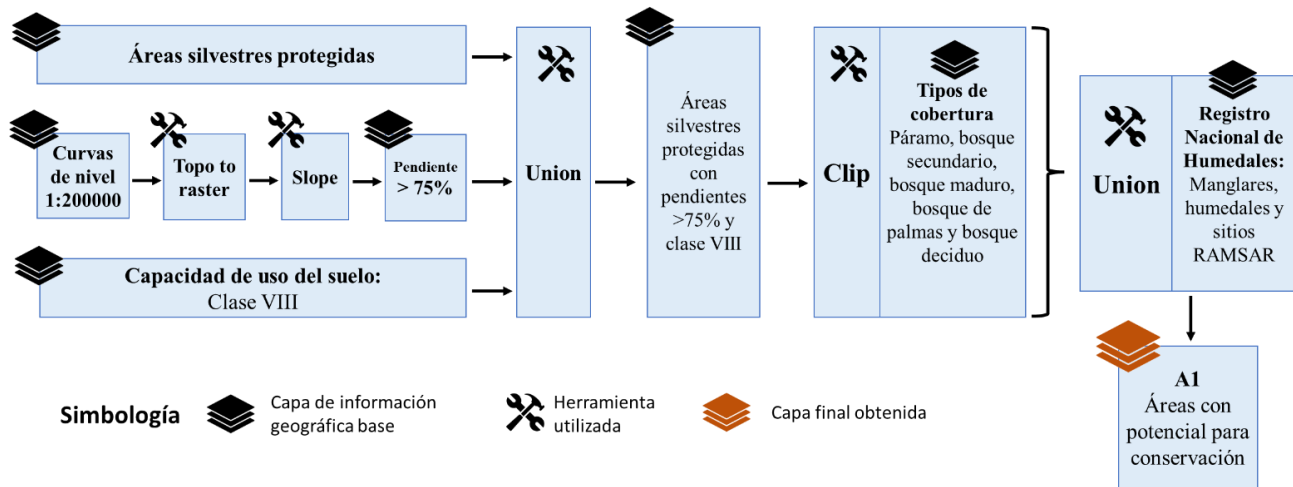 Áreas silvestres protegidas
Curvas
de nivel
1:200000
Topo to
raster
Slope
Pendiente
> 75%
Capacidad de uso del suelo:
Clase VIII
Union
Áreas
silvestres
protegidas
con
pendientes
>75% y
clase VIII
Clip
Tipos de
cobertura
Páramo, bosque
secundario,
bosque maduro,
bosque de
palmas y bosque
deciduo
Union
Registro
Nacional de
Humedales:
Manglares,
humedales y
sitios
RAMSAR
A1
Áreas con
potencial para
conservación
Simbología
Capa de información
geográfica base
Herramienta
utilizada
Capa final obtenida